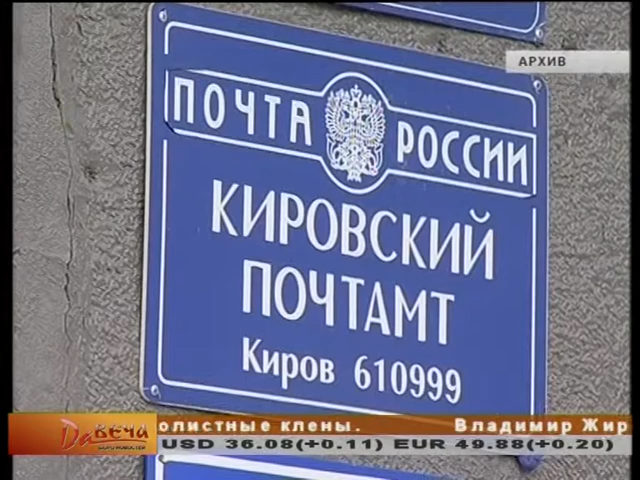 АРХИВ
ПОЧТА РОССИИ
КИРОВСКИЙ
ПОЧТАМТ
Киров 610999
ДаВЕЧА
олистные клены. Владимир Жир
USD 36.08(+0.11) EUR 49.88(+0.20)